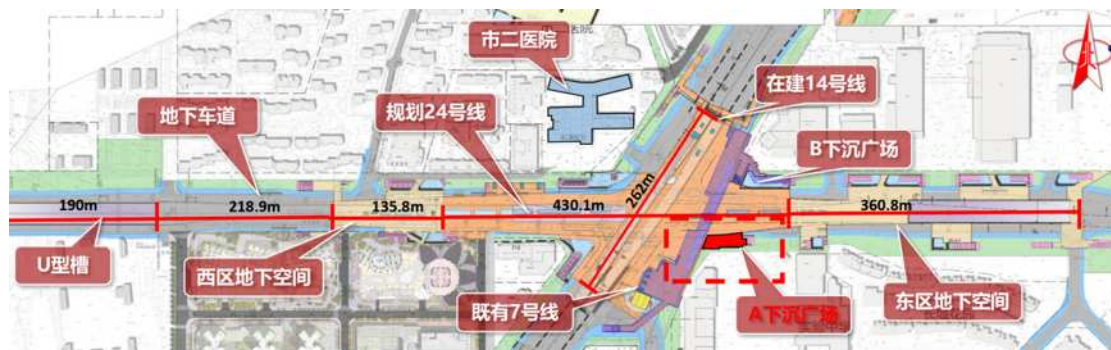 市二医院
在建14号线
规划24号线
地下车道
B下沉广场
262m
190m
218.9m
135.8m
430.1m
360.8m
U型槽
西区地下空间
既有7号线
A下沉广场
东区地下空间